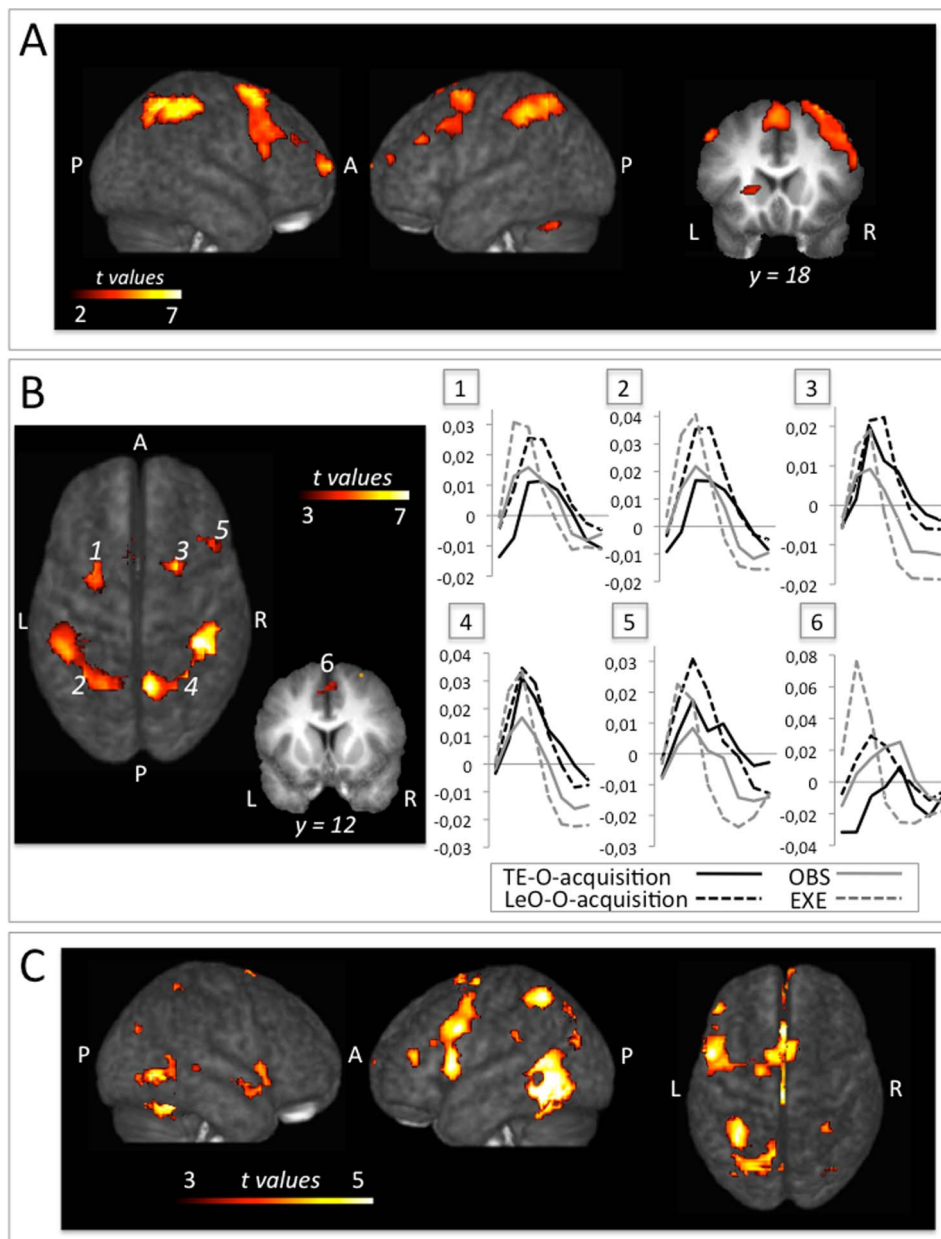 A
P A P
L R
y = 18
t values
2 7
B
A
t values
3 7
1 3 5
L R
2 4
P
6
L R
y = 12
1
0,03
0,02
0,01
0
-0,01
-0,02
2
0,04
0,03
0,02
0,01
0
-0,01
-0,02
3
0,02
0,01
0
-0,01
-0,02
4
0,04
0,03
0,02
0,01
0
-0,01
-0,02
-0,03
5
0,03
0,02
0,01
0
-0,01
-0,02
-0,03
6
0,08
0,06
0,04
0,02
0
-0,02
-0,04
TE-O-acquisition OBS
LeO-O-acquisition EXE
C
P A P
L R
3 t values 5